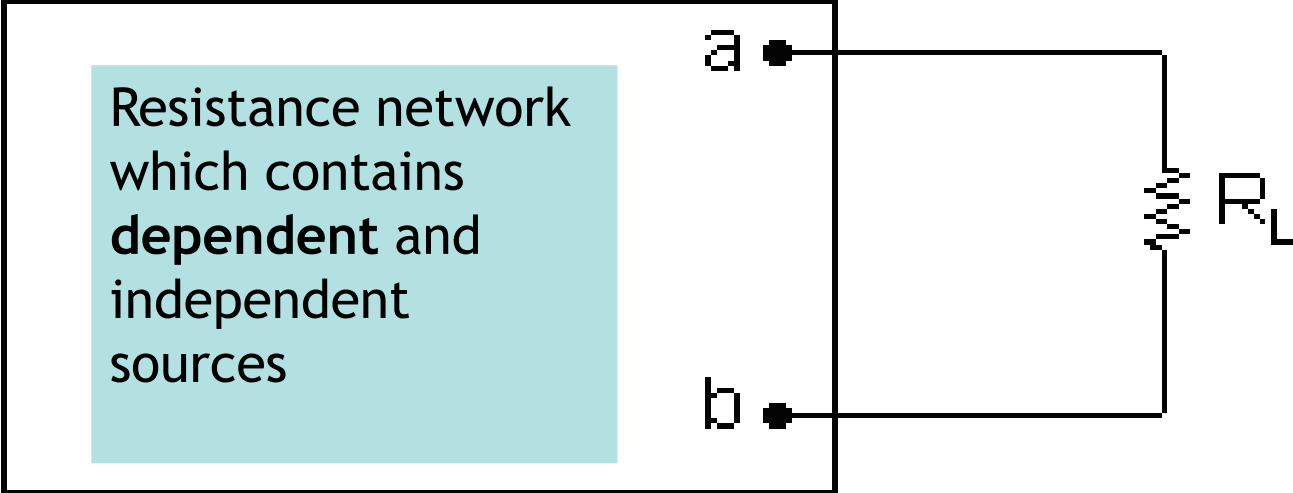 Resistance network
which contains
dependent and
independent
sources
a
b
RL